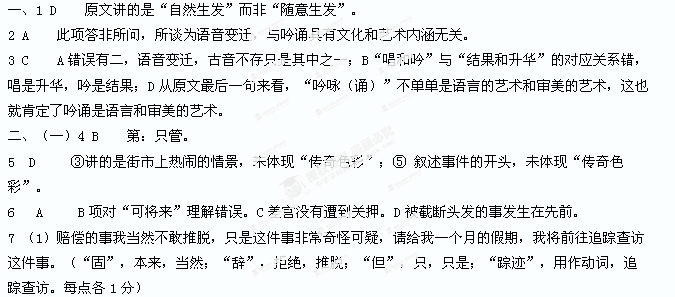 一、1 D 原文讲的是“自然生发”而非“随意生发”。
2 A 此项答非所问，所谈为语音变迁，与吟诵具有文化和艺术内涵无关。
3 C A错误有二，语音变迁，古音不存只是其中之一；B“唱和吟”与“结果和升华”的对应关系错，
唱是升华，吟是结果；D从原文最后一句来看，“吟咏（诵）”不单单是语言的艺术和审美的艺术，这也
就肯定了吟诵是语言和审美的艺术。
二、（一）4 B 第：只管。
5 D ③讲的是街市上热闹的情景，未体现“传奇色彩”；⑤ 叙述事件的开头，未体现“传奇色
彩”。
6 A B项对“可将来”理解错误。C差官没有遭到关押。D被截断头发的事发生在先前。
7（1）赔偿的事我当然不敢推脱，只是这件事非常奇怪可疑，请给我一个月的假期，我将前往追踪查访
这件事。（“固”，本来，当然；“辞”，拒绝，推脱；“但”，只，只是；“踪迹”，用作动词，追
踪查访。每点各1分）